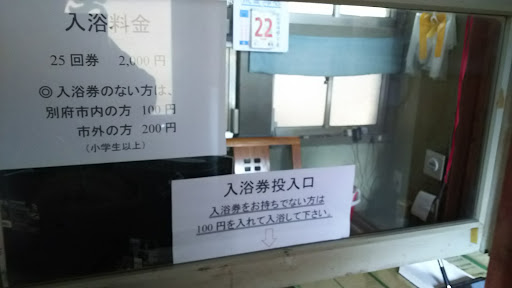 入浴料金
25回券 2,000円
◎入浴券のない方は、
別府市内の方 100円
市外の方 200円
(小学生以上)
22
入浴券投入口
入浴券をお持ちでない方は
100円を入れて入浴して下さい。